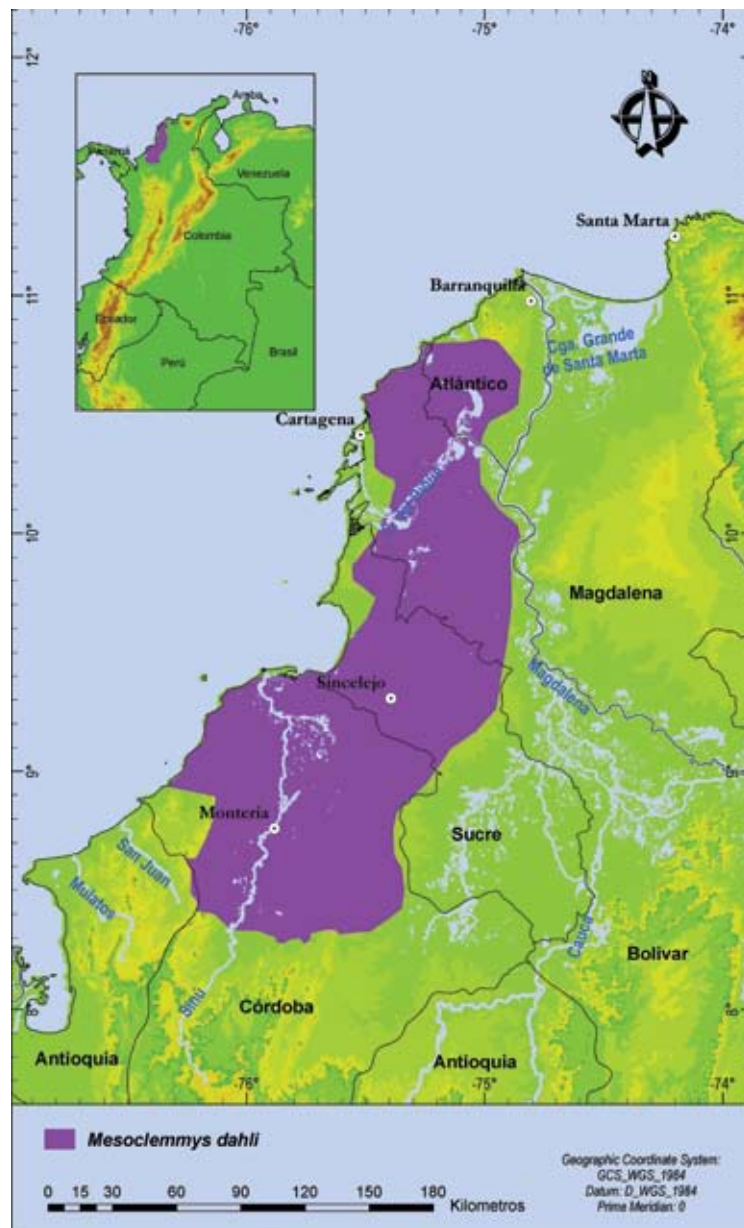 -76°
-75°
-74°
12°
Aruba
Panamá
Venezuela
Colombia
Ecuador
Perú
Brasil
N
Santa Marta
11°
Barranquilla
11°
Cga. Grande
de Santa Marta
Atlántico
Cartagena
10°
10°
Magdalena
Magdalena
Sincelejo
9°
9°
Montería
Sucre
San Juan
Mulatos
Cauca
Bolívar
Sinú
Córdoba
8°
8°
Antioquia
Antioquia
-76°
-75°
-74°
Mesoclemmys dahli
0 15 30 60 90 120 150 180
Kilometros
Geographic Coordinate System:
GCS_WGS_1984
Datum: D_WGS_1984
Prime Meridian: 0